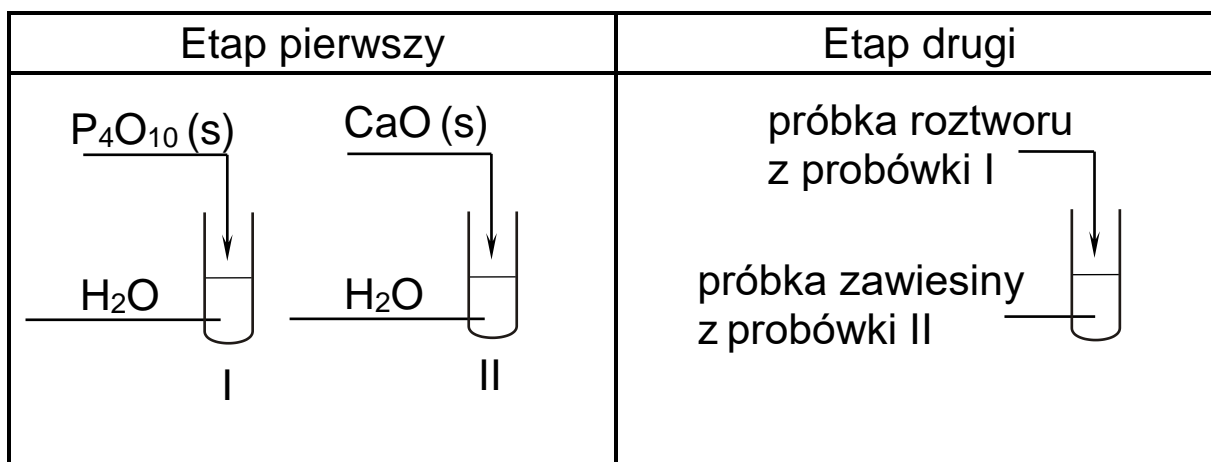 Etap pierwszy
Etap drugi
P₄O₁₀ (s)
CaO (s)
H₂O
H₂O
I
II
próbka roztworu
z probówki I
próbka zawiesiny
z probówki II